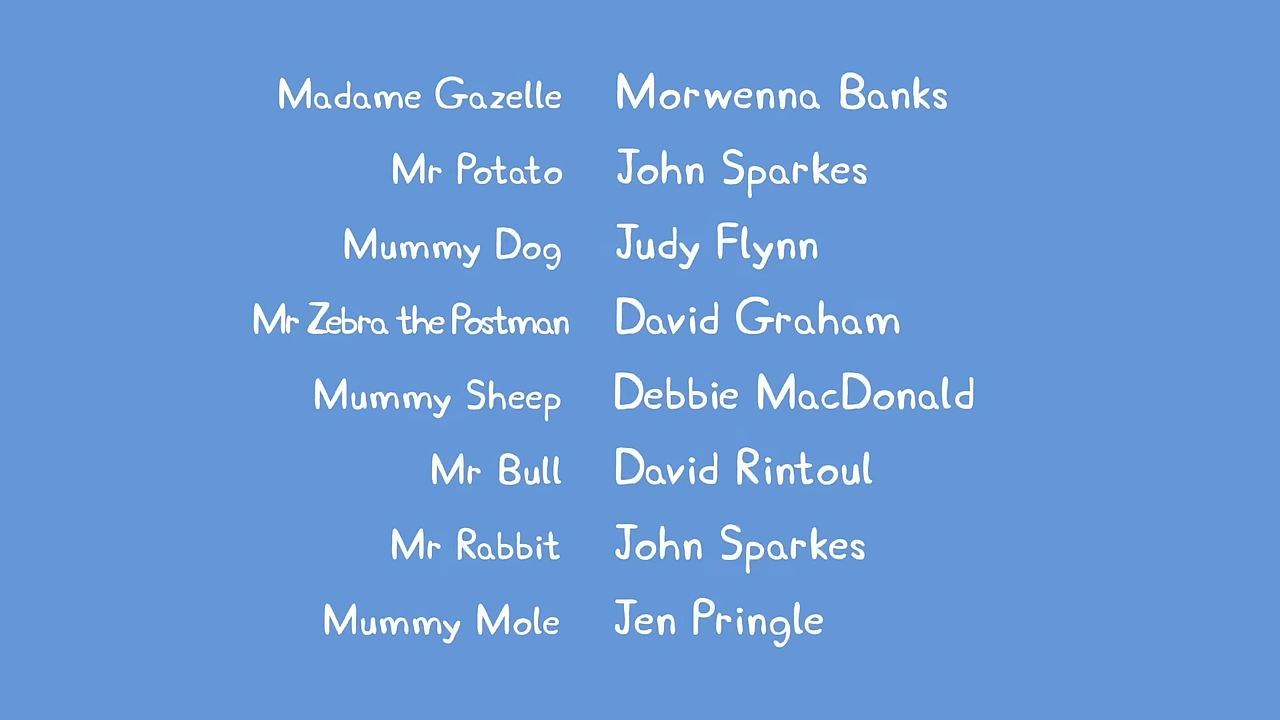 Madame Gazelle Morwenna Banks
Mr Potato John Sparkes
Mummy Dog Judy Flynn
Mr Zebra the Postman David Graham
Mummy Sheep Debbie MacDonald
Mr Bull David Rintoul
Mr Rabbit John Sparkes
Mummy Mole Jen Pringle